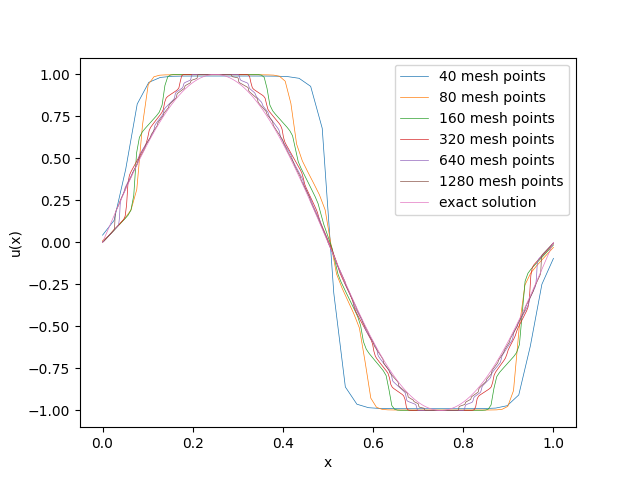 1.00
0.75
0.50
0.25
0.00
−0.25
−0.50
−0.75
−1.00
u(x)
0.0 0.2 0.4 0.6 0.8 1.0
x
40 mesh points
80 mesh points
160 mesh points
320 mesh points
640 mesh points
1280 mesh points
exact solution